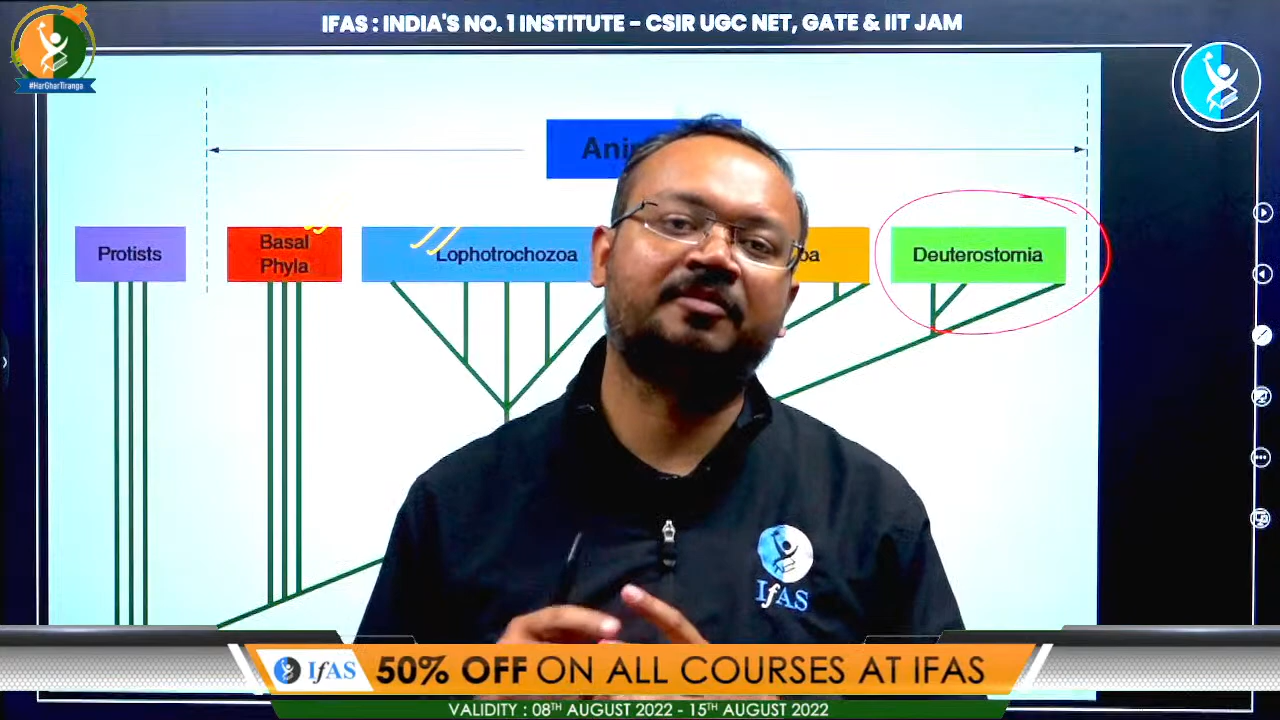 IFAS : INDIA'S NO. 1 INSTITUTE – CSIR UGC NET, GATE & IIT JAM
#HarGharTiranga
Protists
Basal
Phyla
Lophotrochozoa
Deuterostomia
IfAS
IfAS 50% OFF ON ALL COURSES AT IFAS
VALIDITY : 08TH AUGUST 2022 - 15TH AUGUST 2022